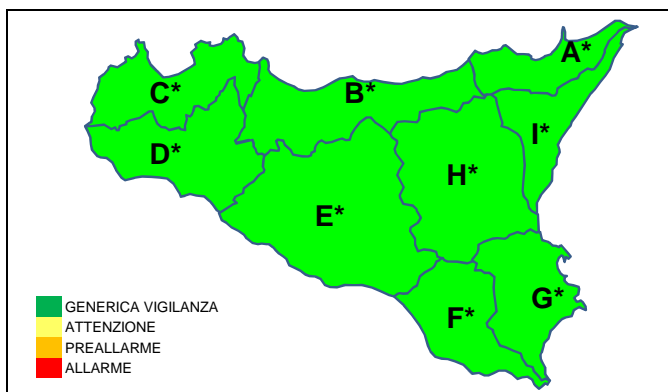 A*
C*
B*
I*
D*
H*
E*
G*
F*
GENERICA VIGILANZA
ATTENZIONE
PREALLARME
ALLARME